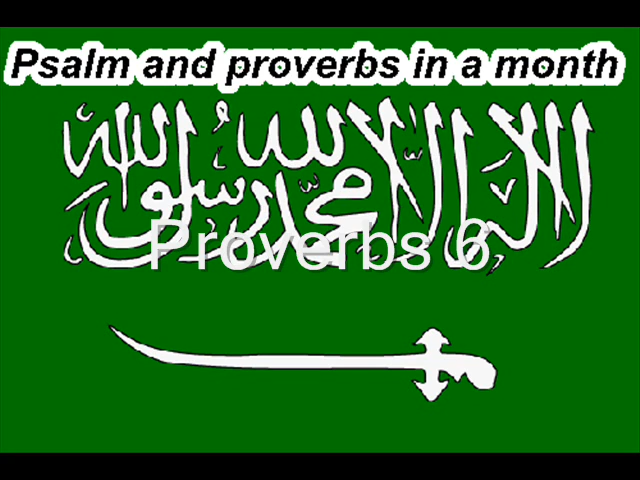 Psalm and proverbs in a month
لا إله إلا الله محمد رسول الله
Proverbs 6